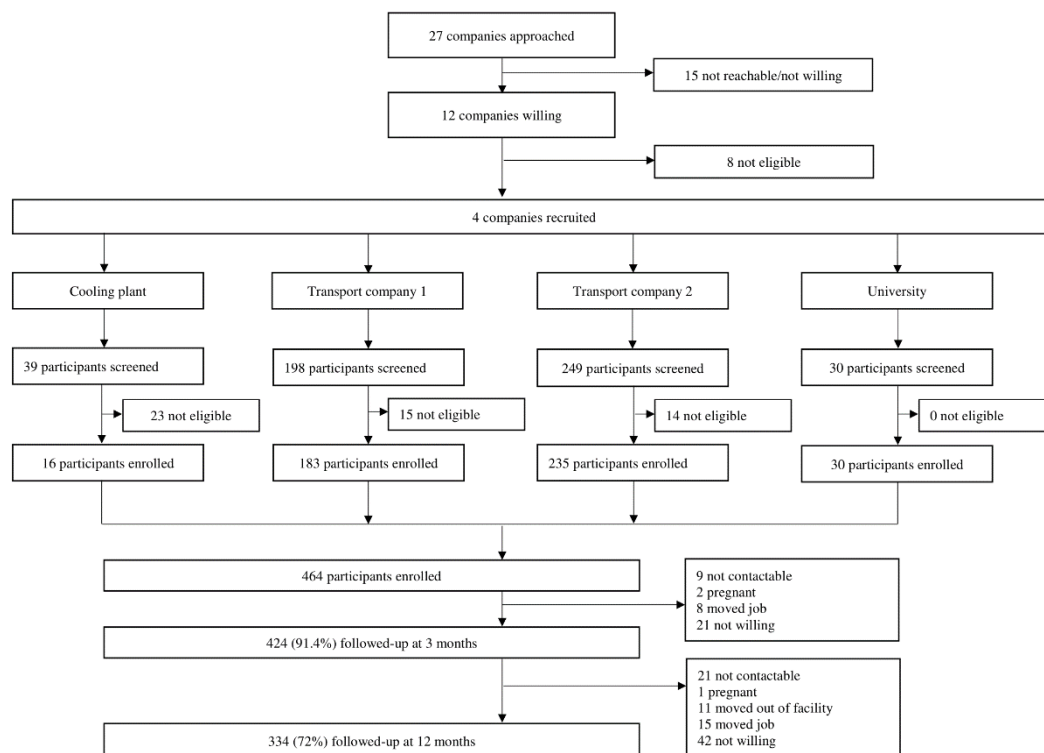 27 companies approached
15 not reachable/not willing
12 companies willing
8 not eligible
4 companies recruited
Cooling plant
Transport company 1
Transport company 2
University
39 participants screened
198 participants screened
249 participants screened
30 participants screened
23 not eligible
15 not eligible
14 not eligible
0 not eligible
16 participants enrolled
183 participants enrolled
235 participants enrolled
30 participants enrolled
464 participants enrolled
9 not contactable
2 pregnant
8 moved job
21 not willing
424 (91.4%) followed-up at 3 months
21 not contactable
1 pregnant
11 moved out of facility
15 moved job
42 not willing
334 (72%) followed-up at 12 months